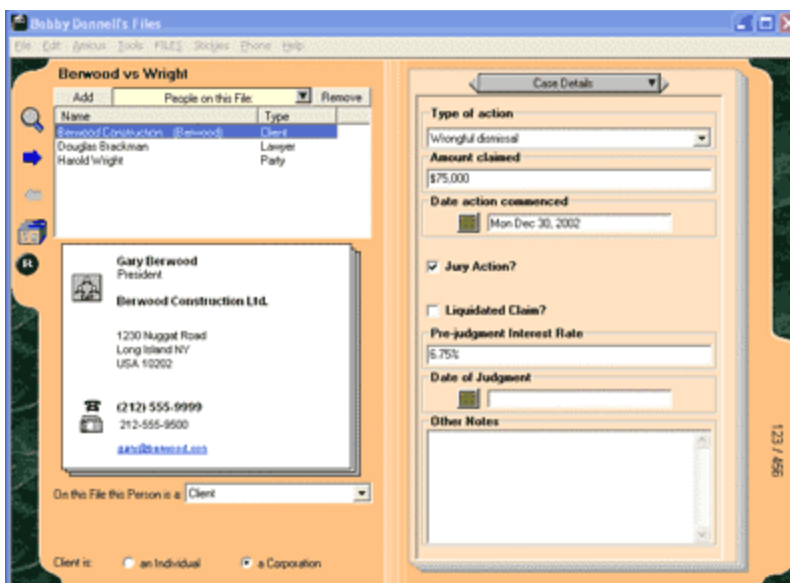 Bobby Donnell's Files
File Edit Amicus Tools FILES Stickies Phone Help
Berwood vs Wright
Add People on this File: Remove
Name Type
Berwood Construction (Berwood) Client
Douglas Brackman Lawyer
Harold Wright Party
R
Gary Berwood
President
Berwood Construction Ltd.
1230 Nuggat Road
Long Island NY
USA 10202
(212) 555-9999
212-555-9500
gary@berwood.com
On this File this Person is a: Client
Client is: an Individual a Corporation
Case Details
Type of action
Wrongful dismissal
Amount claimed
$75,000
Date action commenced
Mon Dec 30, 2002
Jury Action?
Liquidated Claim?
Pre-judgment Interest Rate
6.75%
Date of Judgment
Other Notes
123 / 456